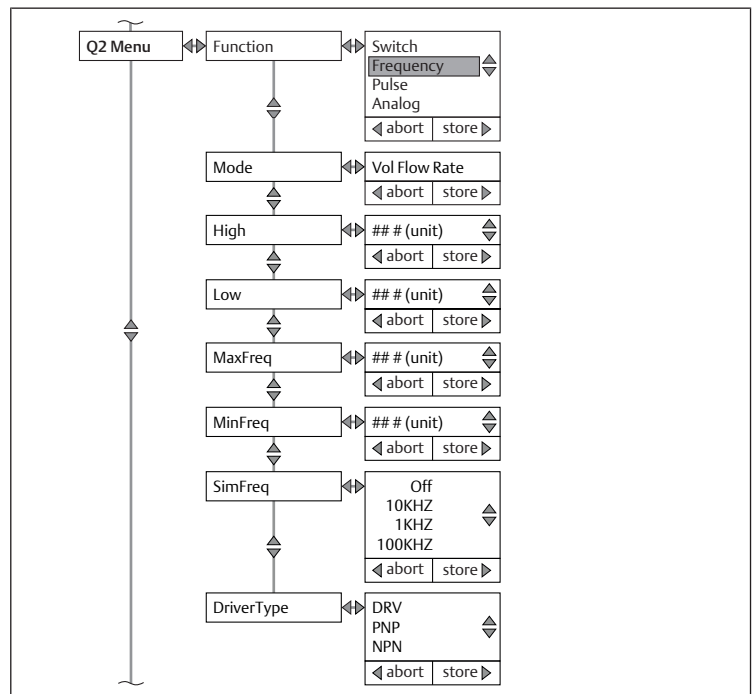 Q2 Menu
Function
Switch
Frequency
Pulse
Analog
abort store
Mode
Vol Flow Rate
abort store
High
## # (unit)
abort store
Low
## # (unit)
abort store
MaxFreq
## # (unit)
abort store
MinFreq
## # (unit)
abort store
SimFreq
Off
10KHZ
1KHZ
100KHZ
abort store
DriverType
DRV
PNP
NPN
abort store